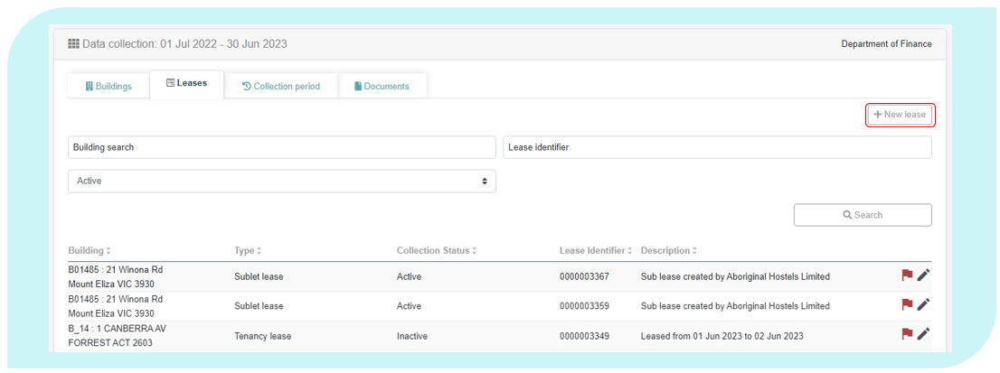 Data collection: 01 Jul 2022 - 30 Jun 2023
Department of Finance
Buildings
Leases
Collection period
Documents
+ New lease
Building search
Lease identifier
Active
Search
Building Type Collection Status Lease Identifier Description
B01485 : 21 Winona Rd
Mount Eliza VIC 3930
Sublet lease Active 0000003367 Sub lease created by Aboriginal Hostels Limited
B01485 : 21 Winona Rd
Mount Eliza VIC 3930
Sublet lease Active 0000003359 Sub lease created by Aboriginal Hostels Limited
B_14 : 1 CANBERRA AV
FORREST ACT 2603
Tenancy lease Inactive 0000003349 Leased from 01 Jun 2023 to 02 Jun 2023